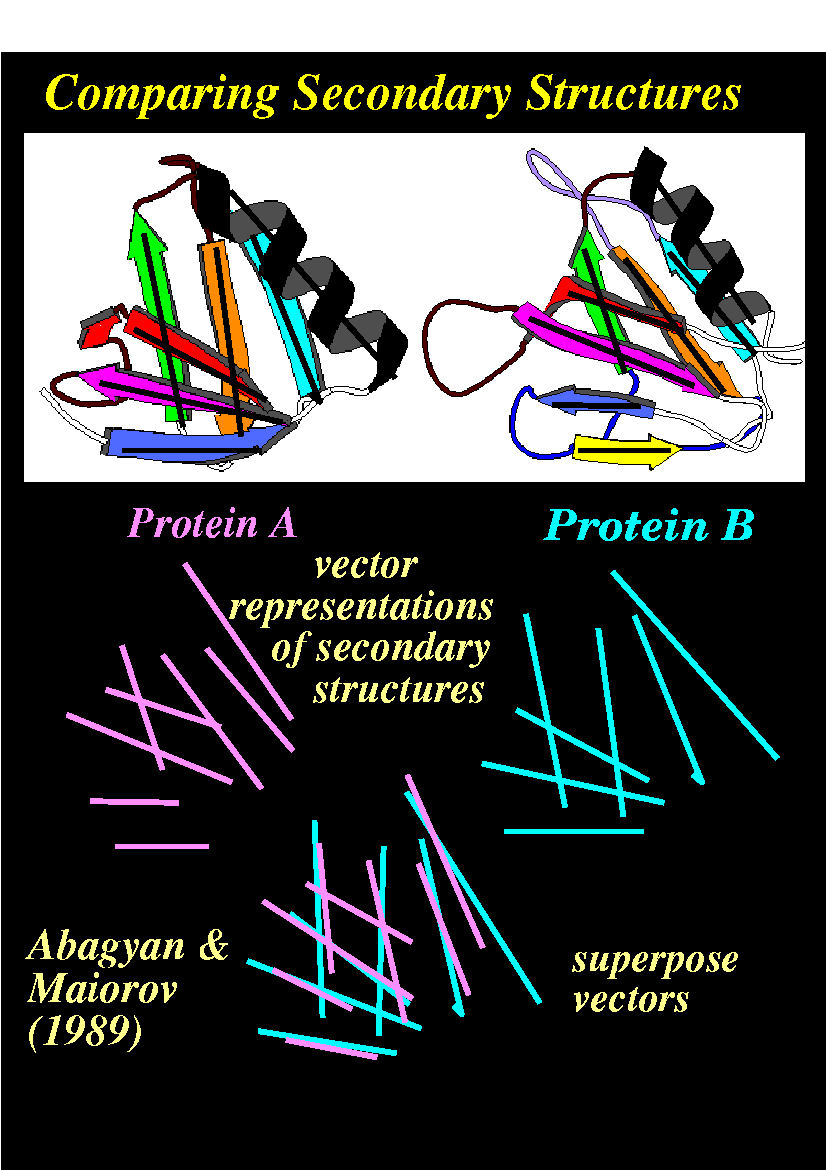 Comparing Secondary Structures
Protein A
Protein B
vector
representations
of secondary
structures
Abagyan &
Maiorov
(1989)
superpose
vectors